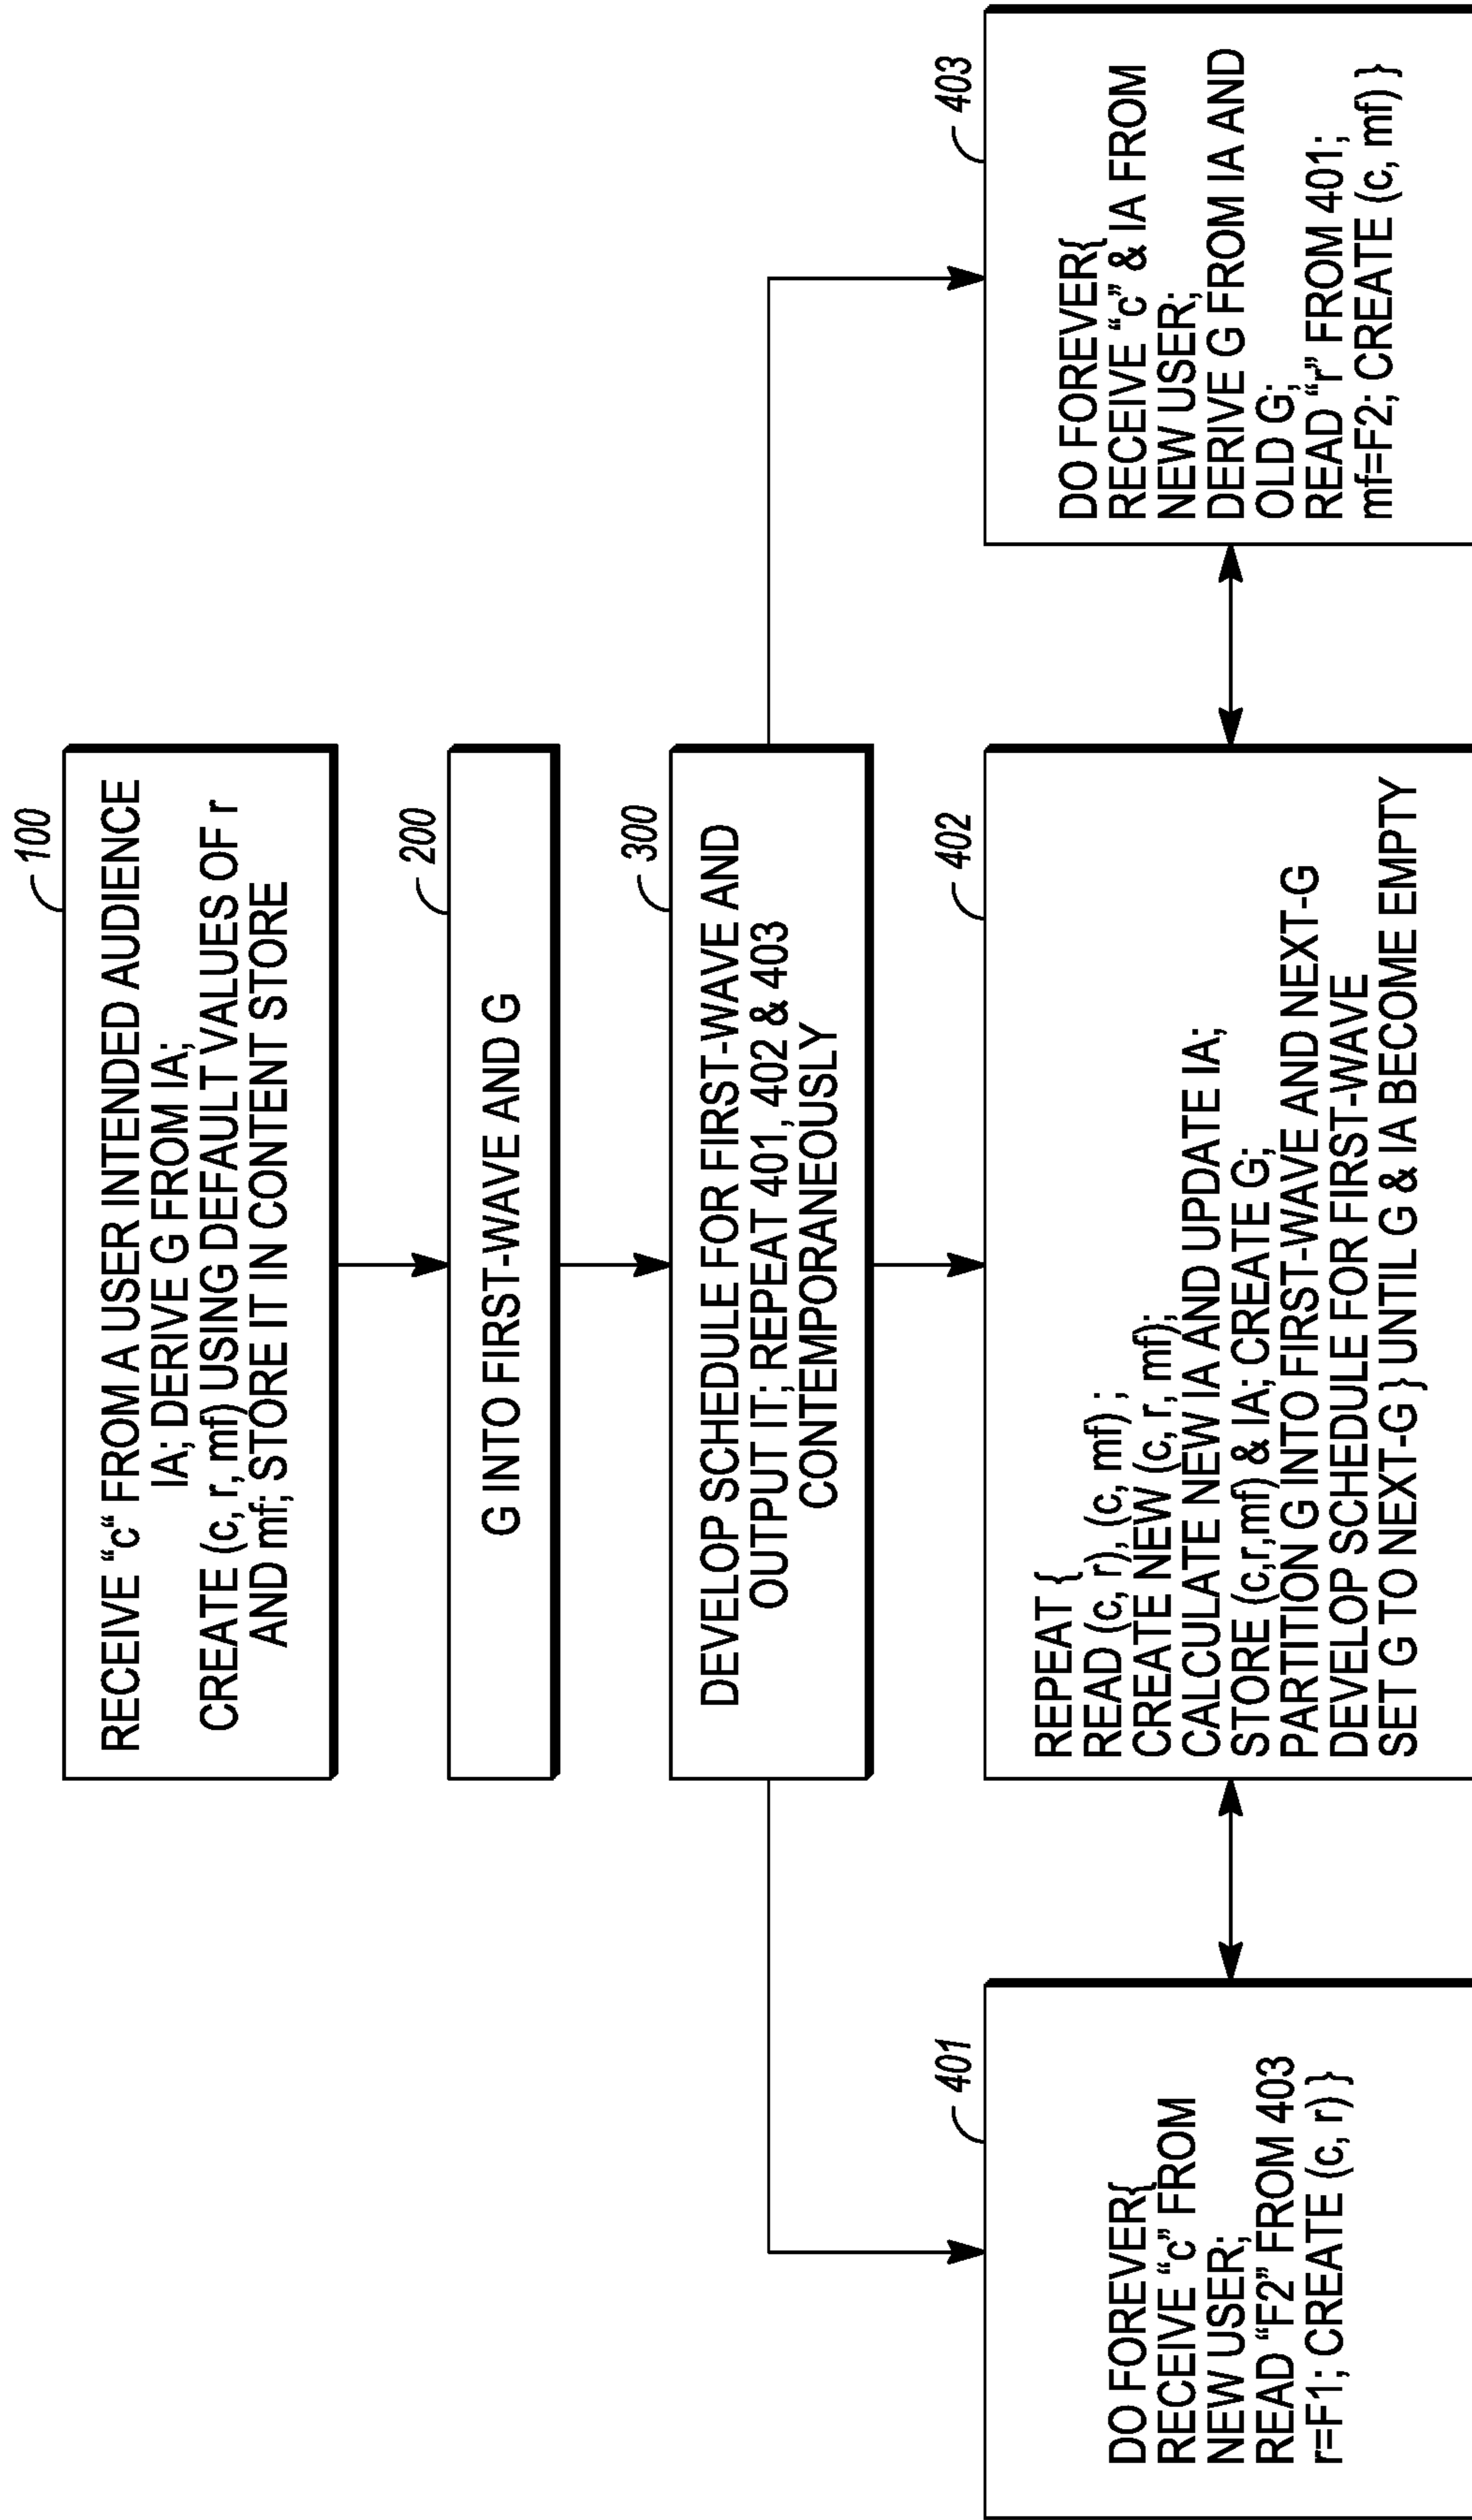 100
RECEIVE “c“ FROM A USER INTENDED AUDIENCE
IA; DERIVE G FROM IA;
CREATE (c, r, mf) USING DEFAULT VALUES OF r
AND mf; STORE IT IN CONTENT STORE
200
G INTO FIRST-WAVE AND G
300
DEVELOP SCHEDULE FOR FIRST-WAVE AND
OUTPUT IT; REPEAT 401, 402 & 403
CONTEMPORANEOUSLY
401
DO FOREVER{
RECEIVE “c” FROM
NEW USER;
READ “F2” FROM 403
r=F1; CREATE (c, r) }
402
REPEAT {
READ (c, r), (c, mf) ;
CREATE NEW (c, r, mf);
CALCULATE NEW IA AND UPDATE IA;
STORE (c,r,mf) & IA; CREATE G;
PARTITION G INTO FIRST-WAVE AND NEXT-G
DEVELOP SCHEDULE FOR FIRST-WAVE
SET G TO NEXT-G } UNTIL G & IA BECOME EMPTY
403
DO FOREVER{
RECEIVE “c” & IA FROM
NEW USER;
DERIVE G FROM IA AND
OLD G;
READ “r” FROM 401;
mf=F2; CREATE (c, mf) }